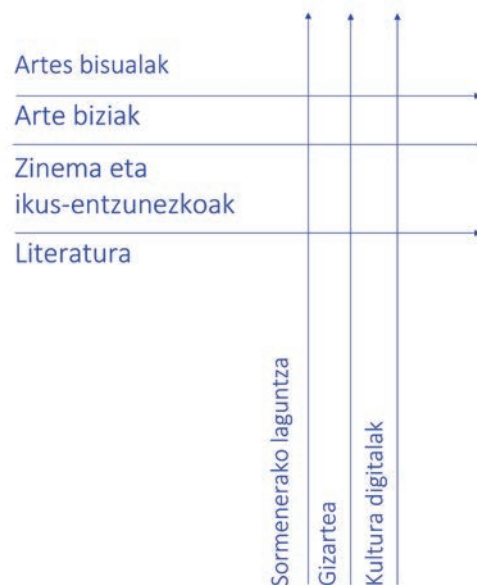 Artes bisualak
Arte biziak
Zinema eta
ikus-entzunezkoak
Literatura
Sormenerako laguntza
Gizartea
Kultura digitalak